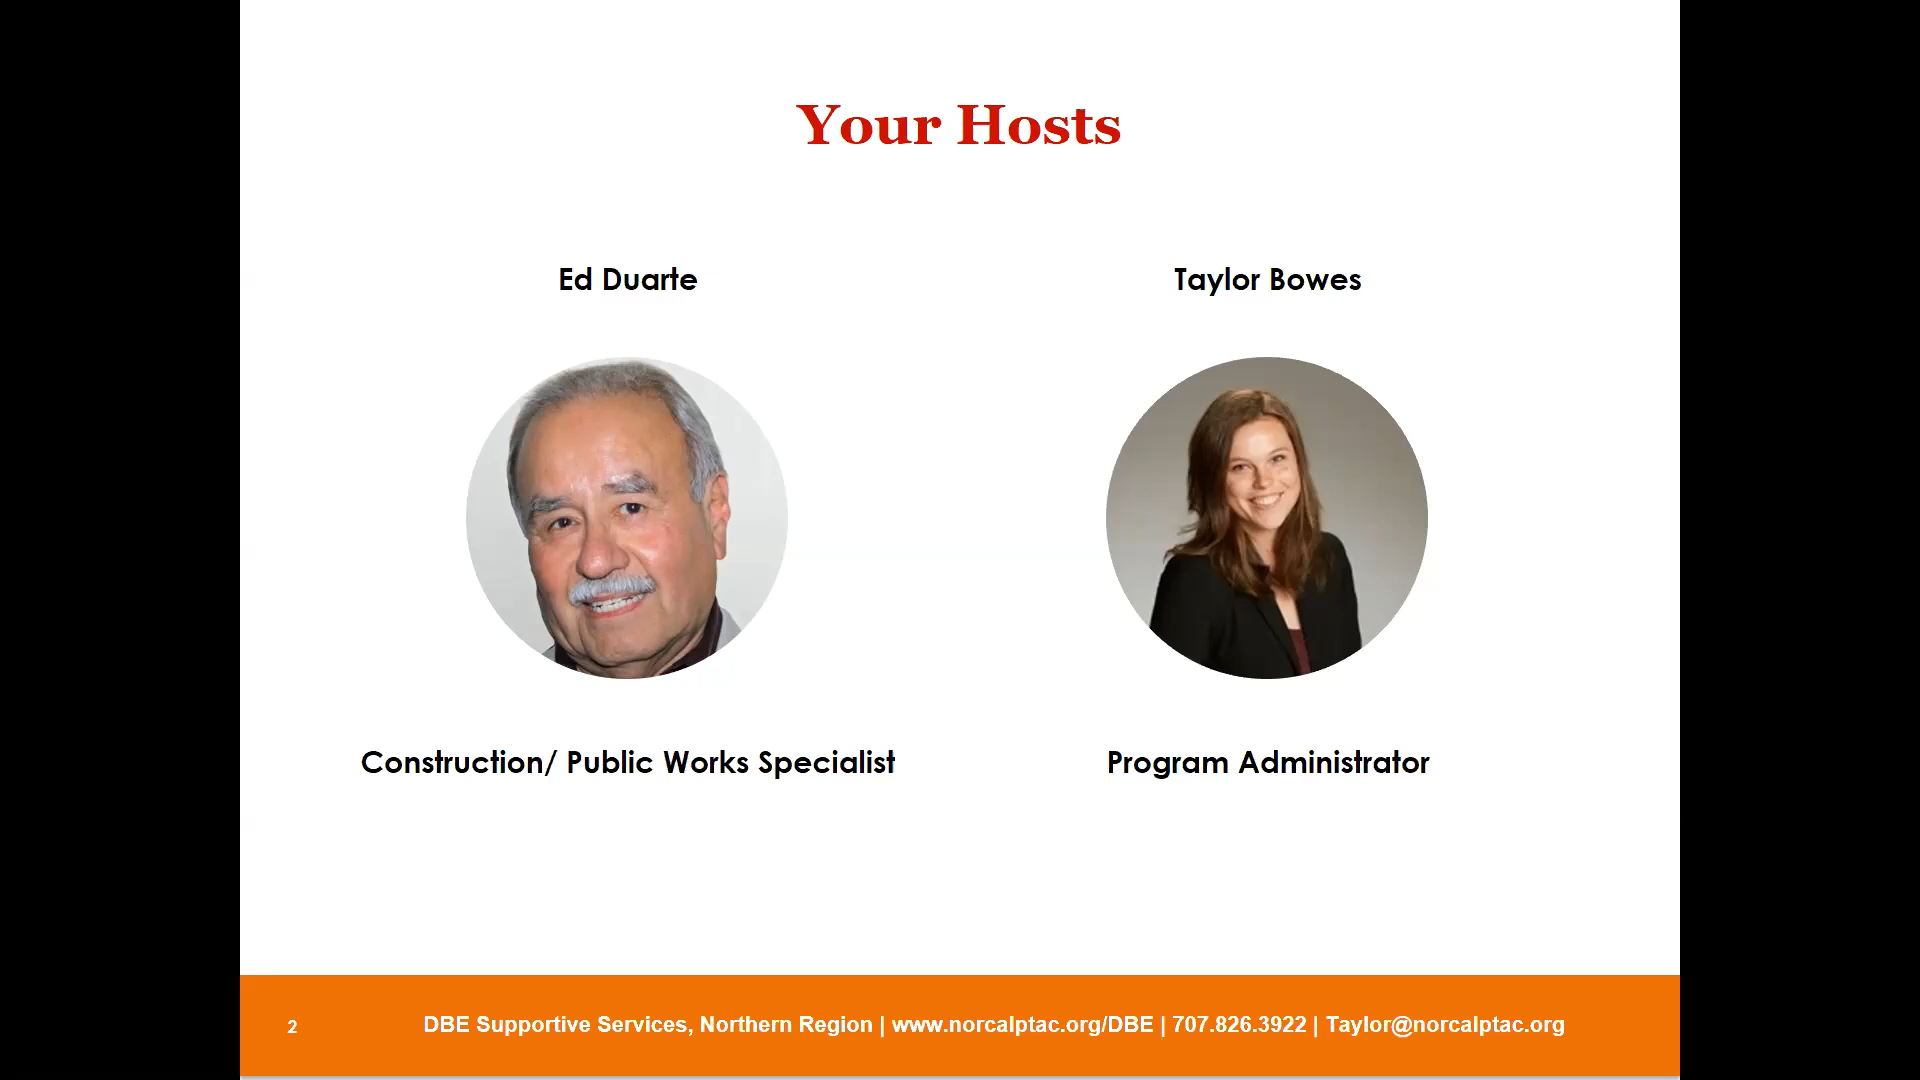 Your Hosts
Ed Duarte
Taylor Bowes
Construction/ Public Works Specialist
Program Administrator
2
DBE Supportive Services, Northern Region | www.norcalptac.org/DBE | 707.826.3922 | Taylor@norcalptac.org